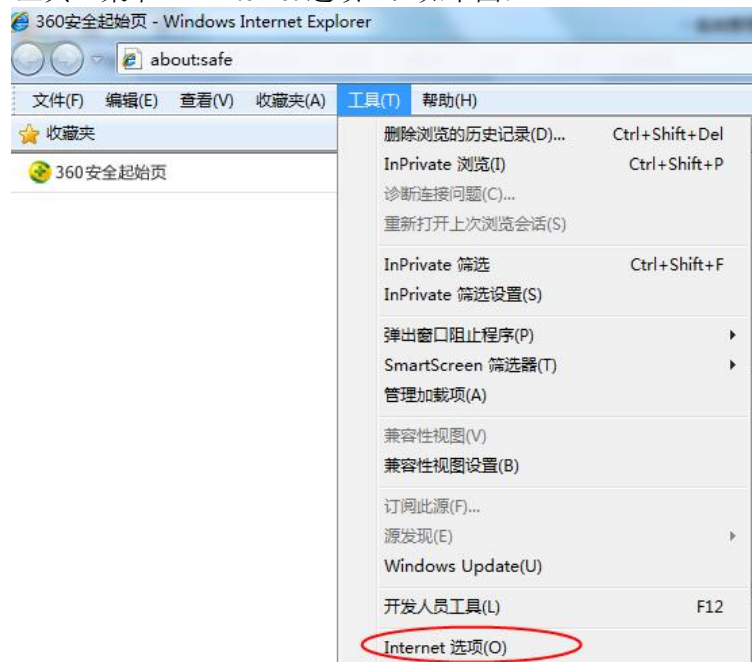 360安全起始页 - Windows Internet Explorer
about:safe
文件(F) 编辑(E) 查看(V) 收藏夹(A) 工具(T) 帮助(H)
收藏夹
360安全起始页
删除浏览的历史记录(D)... Ctrl+Shift+Del
InPrivate 浏览(I) Ctrl+Shift+P
诊断连接问题(C)...
重新打开上次浏览会话(S)
InPrivate 筛选 Ctrl+Shift+F
InPrivate 筛选设置(S)
弹出窗口阻止程序(P)
SmartScreen 筛选器(T)
管理加载项(A)
兼容性视图(V)
兼容性视图设置(B)
订阅此源(F)...
源发现(E)
Windows Update(U)
开发人员工具(L) F12
Internet 选项(O)